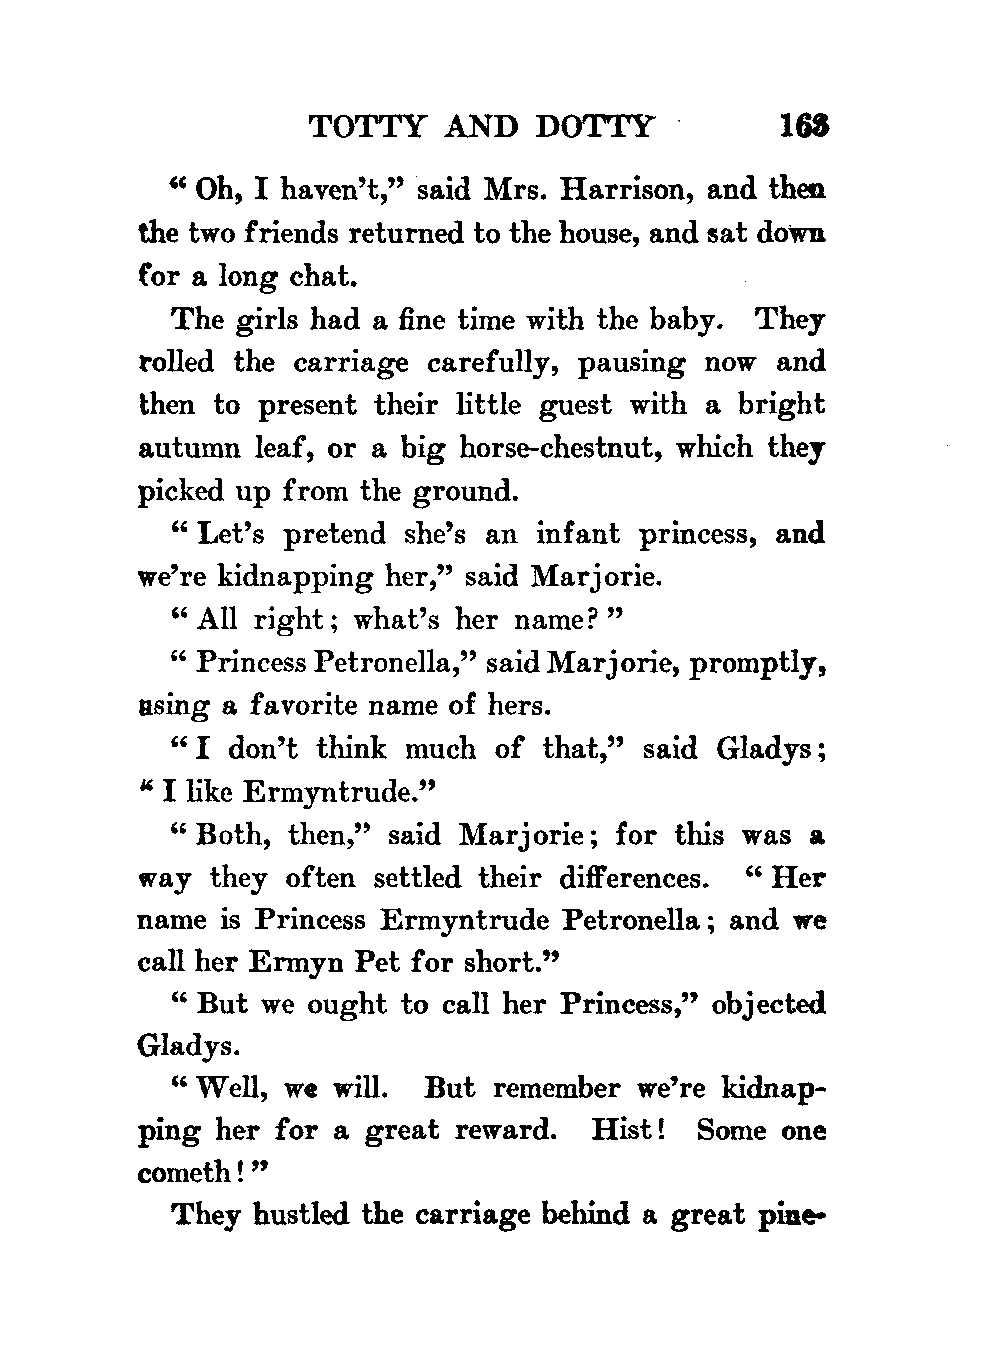 TOTTY AND DOTTY 163
“ Oh, I haven’t,” said Mrs. Harrison, and then
the two friends returned to the house, and sat down
for a long chat.
The girls had a fine time with the baby. They
rolled the carriage carefully, pausing now and
then to present their little guest with a bright
autumn leaf, or a big horse-chestnut, which they
picked up from the ground.
“ Let’s pretend she’s an infant princess, and
we’re kidnapping her,” said Marjorie.
“ All right; what’s her name? ”
“ Princess Petronella,” said Marjorie, promptly,
using a favorite name of hers.
“ I don’t think much of that,” said Gladys;
“ I like Ermyntrude.”
“ Both, then,” said Marjorie; for this was a
way they often settled their differences. “ Her
name is Princess Ermyntrude Petronella; and we
call her Ermyn Pet for short.”
“ But we ought to call her Princess,” objected
Gladys.
“ Well, we will. But remember we’re kidnap-
ping her for a great reward. Hist! Some one
cometh! ”
They hustled the carriage behind a great pine-